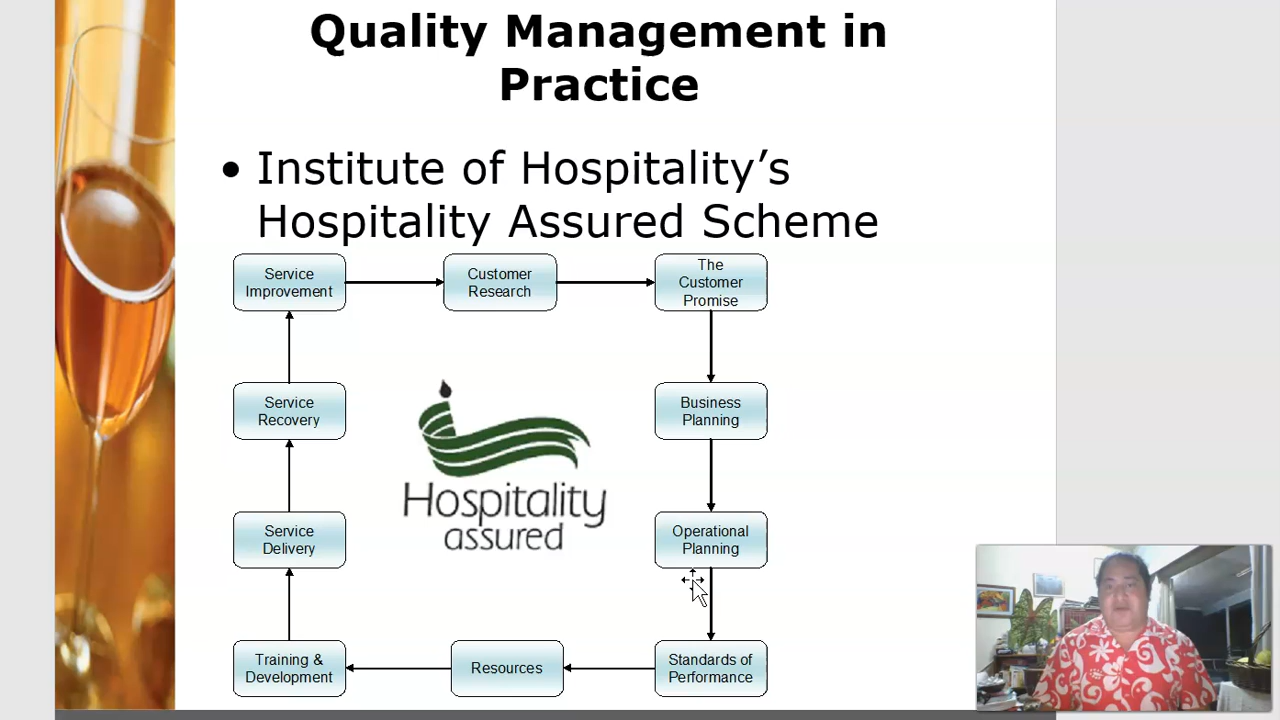 Quality Management in
Practice
• Institute of Hospitality’s
Hospitality Assured Scheme
Service
Improvement
Customer
Research
The
Customer
Promise
Service
Recovery
Business
Planning
Hospitality
assured
Service
Delivery
Operational
Planning
Training &
Development
Resources
Standards of
Performance